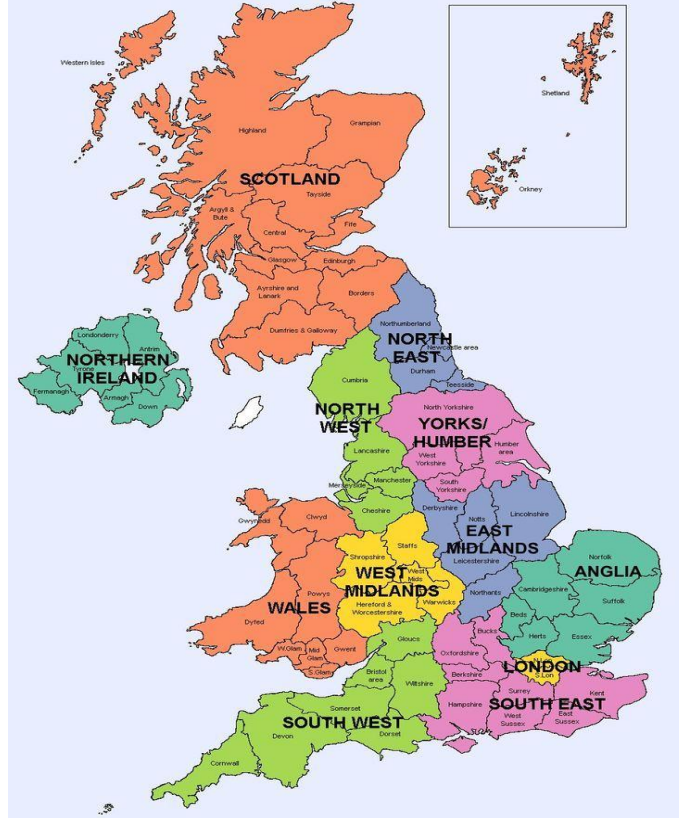 Western Isles
Shetland
Highland
Grampian
SCOTLAND
Orkney
Tayside
Argyll &
Bute
Fife
Central
Glasgow
Edinburgh
Ayrshire and
Lanark
Borders
Dumfries & Galloway
Londonderry
Antrim
NORTHERN
IRELAND
Tyrone
Fermanagh
Armagh
Down
Northumberland
NORTH
EAST
Newcastle area
Durham
Teesside
Cumbria
NORTH
WEST
Lancashire
Merseyside
Manchester
Cheshire
North Yorkshire
YORKS/
HUMBER
West
Yorkshire
Humber
area
South
Yorkshire
Derbyshire
Notts
Lincolnshire
EAST
MIDLANDS
Leicestershire
Northants
Gwynedd
Clwyd
Powys
WALES
Dyfed
W.Glam
Mid
Glam
S.Glam
Gwent
Shropshire
Staffs
WEST
MIDLANDS
West
Mids
Hereford &
Worcestershire
Warwicks
Norfolk
ANGLIA
Cambridgeshire
Suffolk
Beds
Herts
Essex
Gloucs
Bristol
area
Wiltshire
Somerset
SOUTH WEST
Devon
Dorset
Cornwall
Bucks
Oxfordshire
Berkshire
LONDON
S.Lon
Hampshire
Surrey
Kent
SOUTH EAST
West
Sussex
East
Sussex